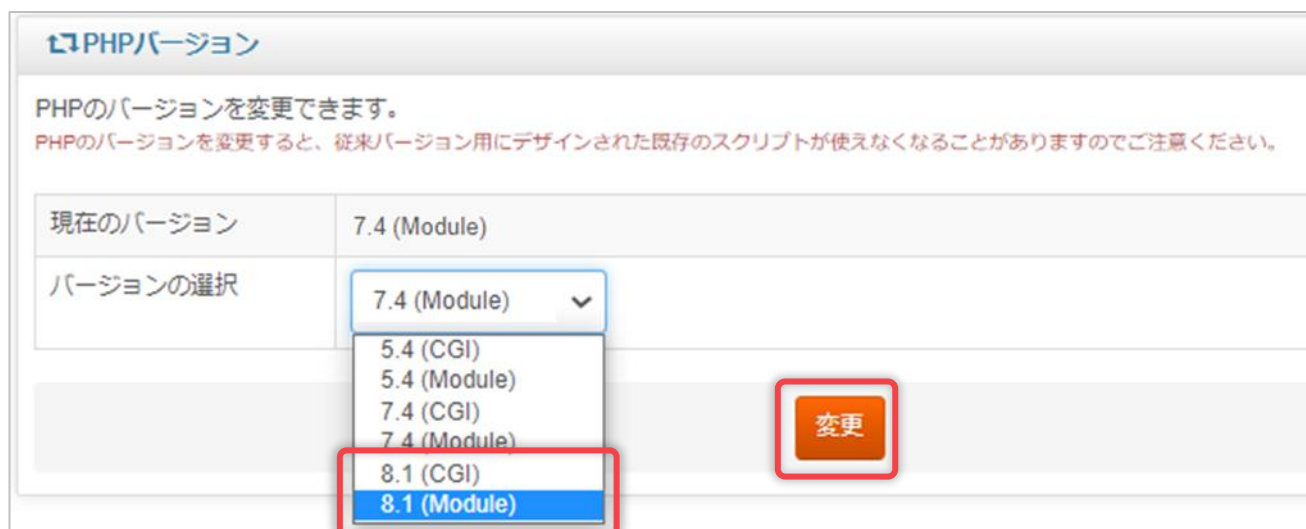 PHPバージョン
PHPのバージョンを変更できます。
PHPのバージョンを変更すると、従来バージョン用にデザインされた既存のスクリプトが使えなくなることがありますのでご注意ください。
現在のバージョン 7.4 (Module)
バージョンの選択 7.4 (Module)
5.4 (CGI)
5.4 (Module)
7.4 (CGI)
7.4 (Module)
変更
8.1 (CGI)
8.1 (Module)